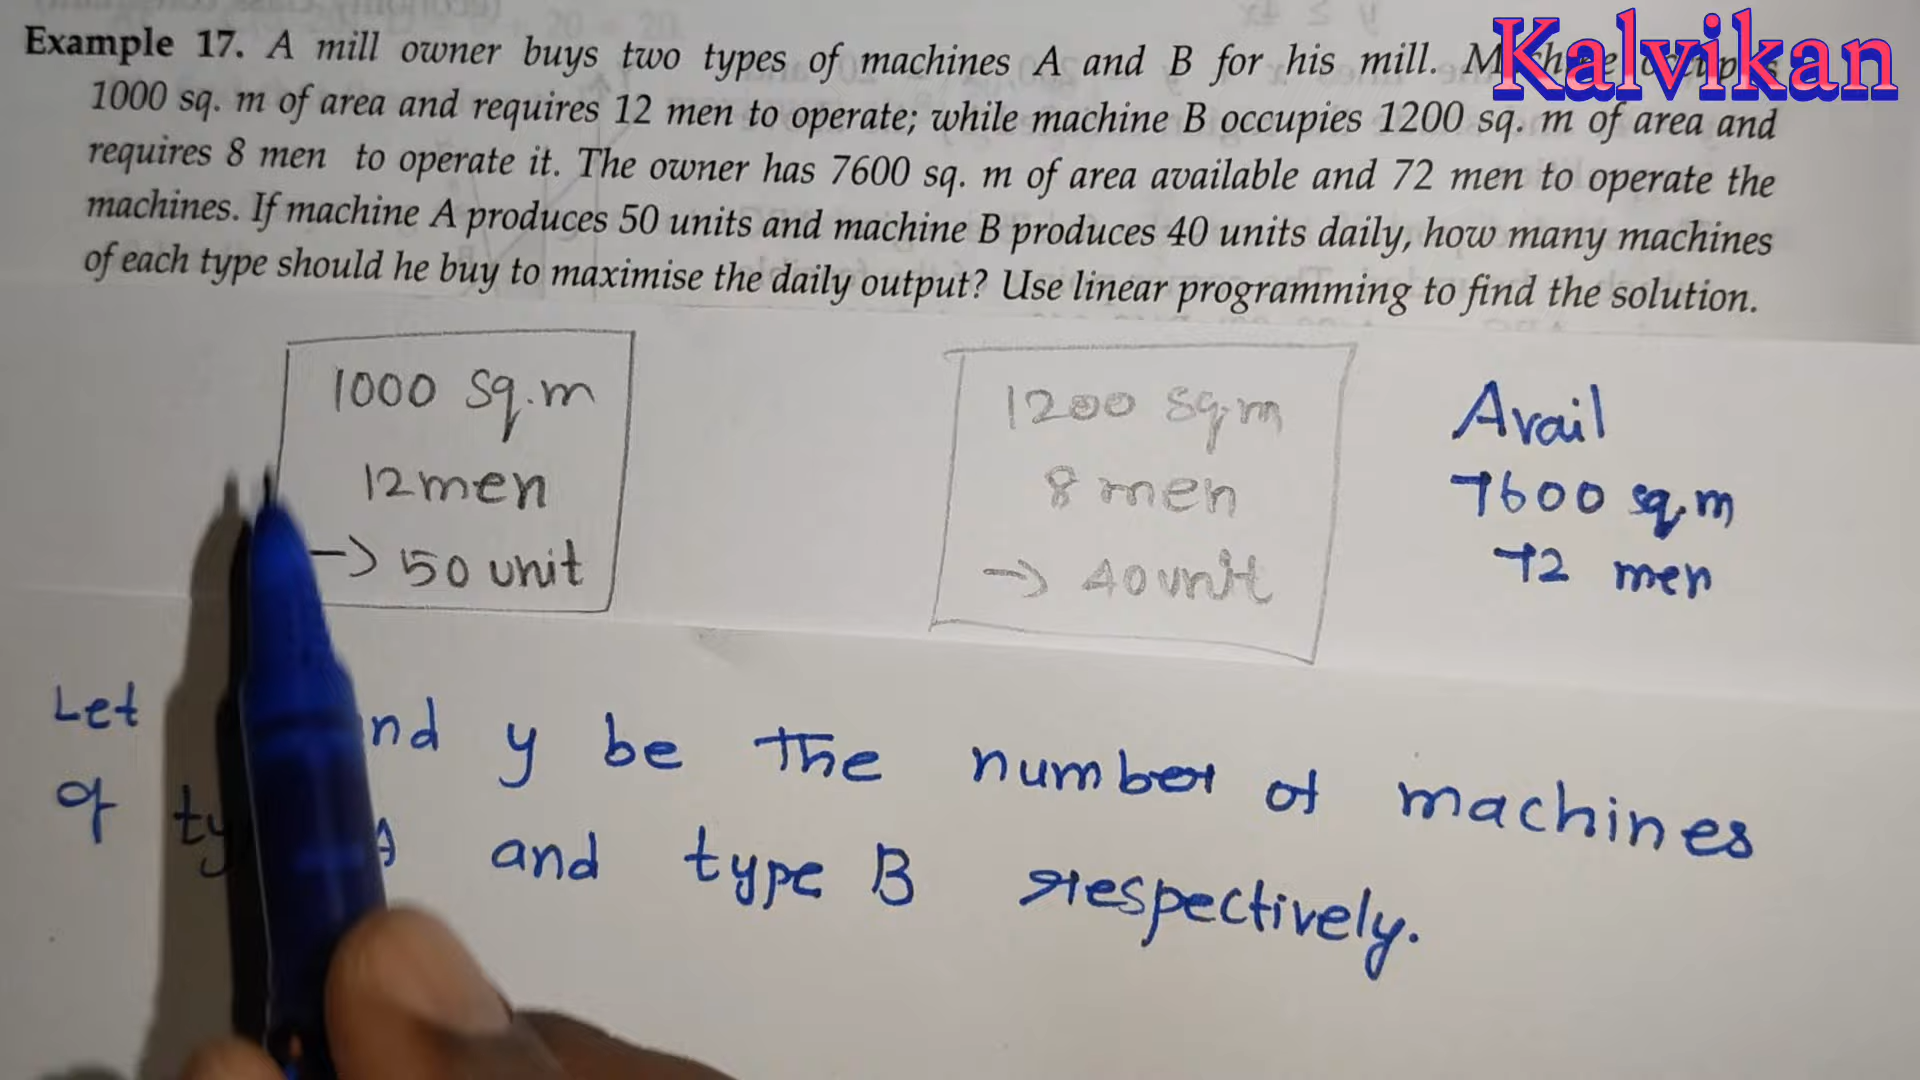 Example 17. A mill owner buys two types of machines A and B for his mill.
Kalvikan
1000 sq. m of area and requires 12 men to operate; while machine B occupies 1200 sq. m of area and
requires 8 men to operate it. The owner has 7600 sq. m of area available and 72 men to operate the
machines. If machine A produces 50 units and machine B produces 40 units daily, how many machines
of each type should he buy to maximise the daily output? Use linear programming to find the solution.
1000 sq.m
12 men
→ 50 unit
1200 sq.m
8 men
→ 40 unit
Avail
7600 sq.m
72 men
Let y be the number of machines
of A and type B respectively.